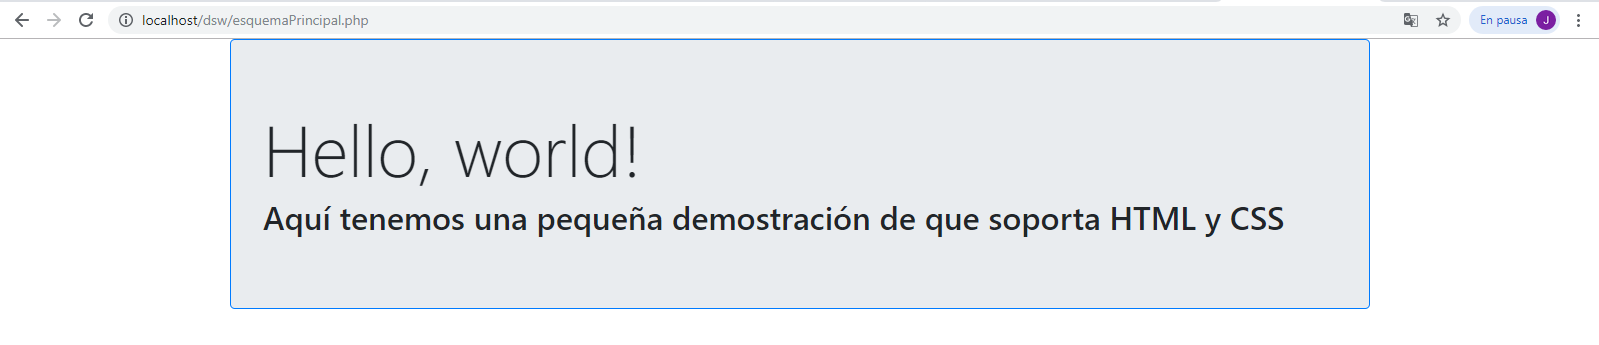 localhost/dsw/esquemaPrincipal.php
En pausa
J
Hello, world!
Aquí tenemos una pequeña demostración de que soporta HTML y CSS